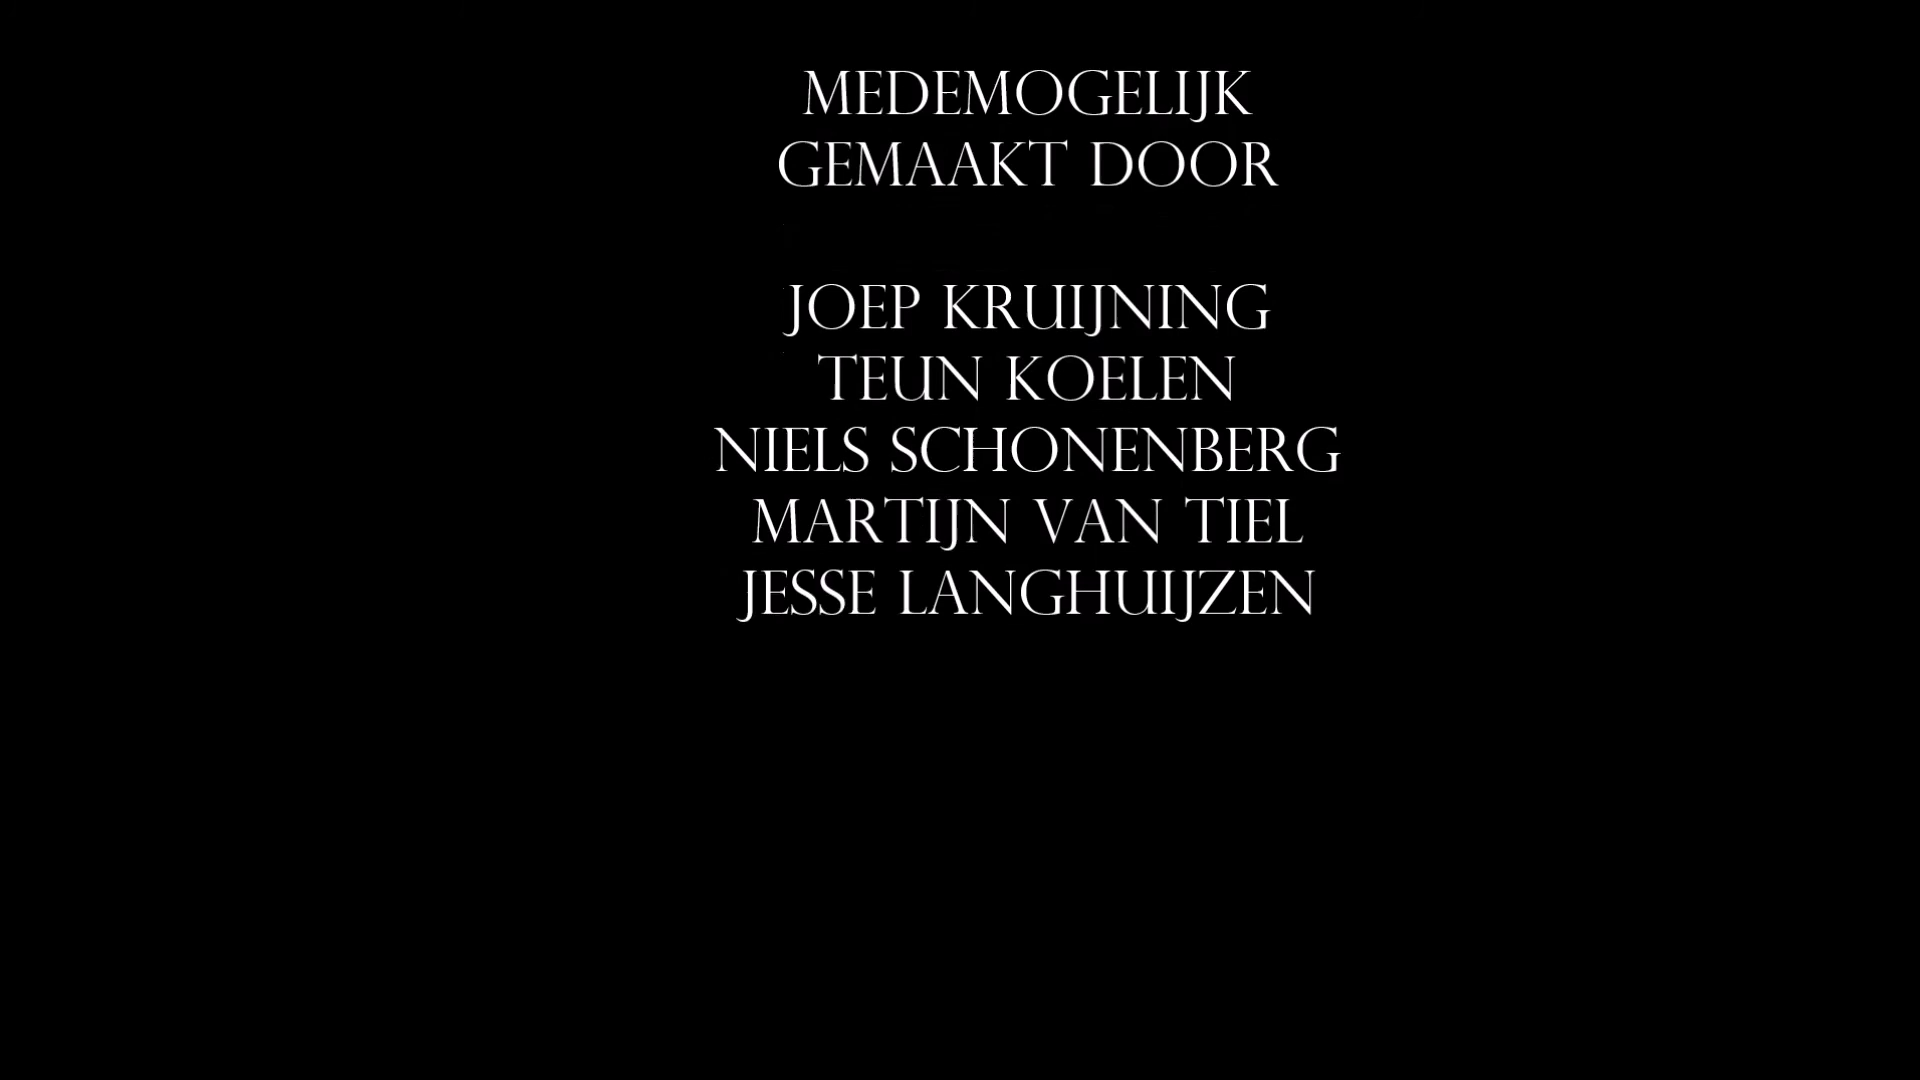 MEDEMOGELIJK
GEMAAKT DOOR
JOEP KRUIJNING
TEUN KOELEN
NIELS SCHONENBERG
MARTIJN VAN TIEL
JESSE LANGHUIJZEN